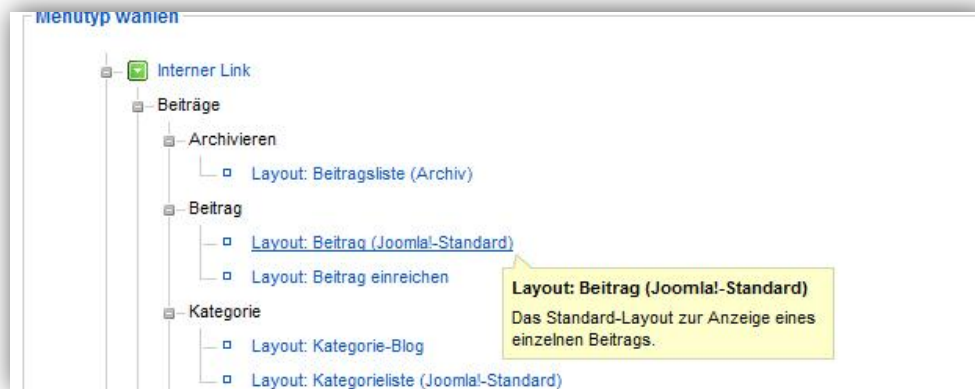 Menütyp wählen
Interner Link
Beiträge
Archivieren
Layout: Beitragsliste (Archiv)
Beitrag
Layout: Beitrag (Joomla!-Standard)
Layout: Beitrag einreichen
Layout: Beitrag (Joomla!-Standard)
Das Standard-Layout zur Anzeige eines
einzelnen Beitrags.
Kategorie
Layout: Kategorie-Blog
Layout: Kategorieliste (Joomla!-Standard)